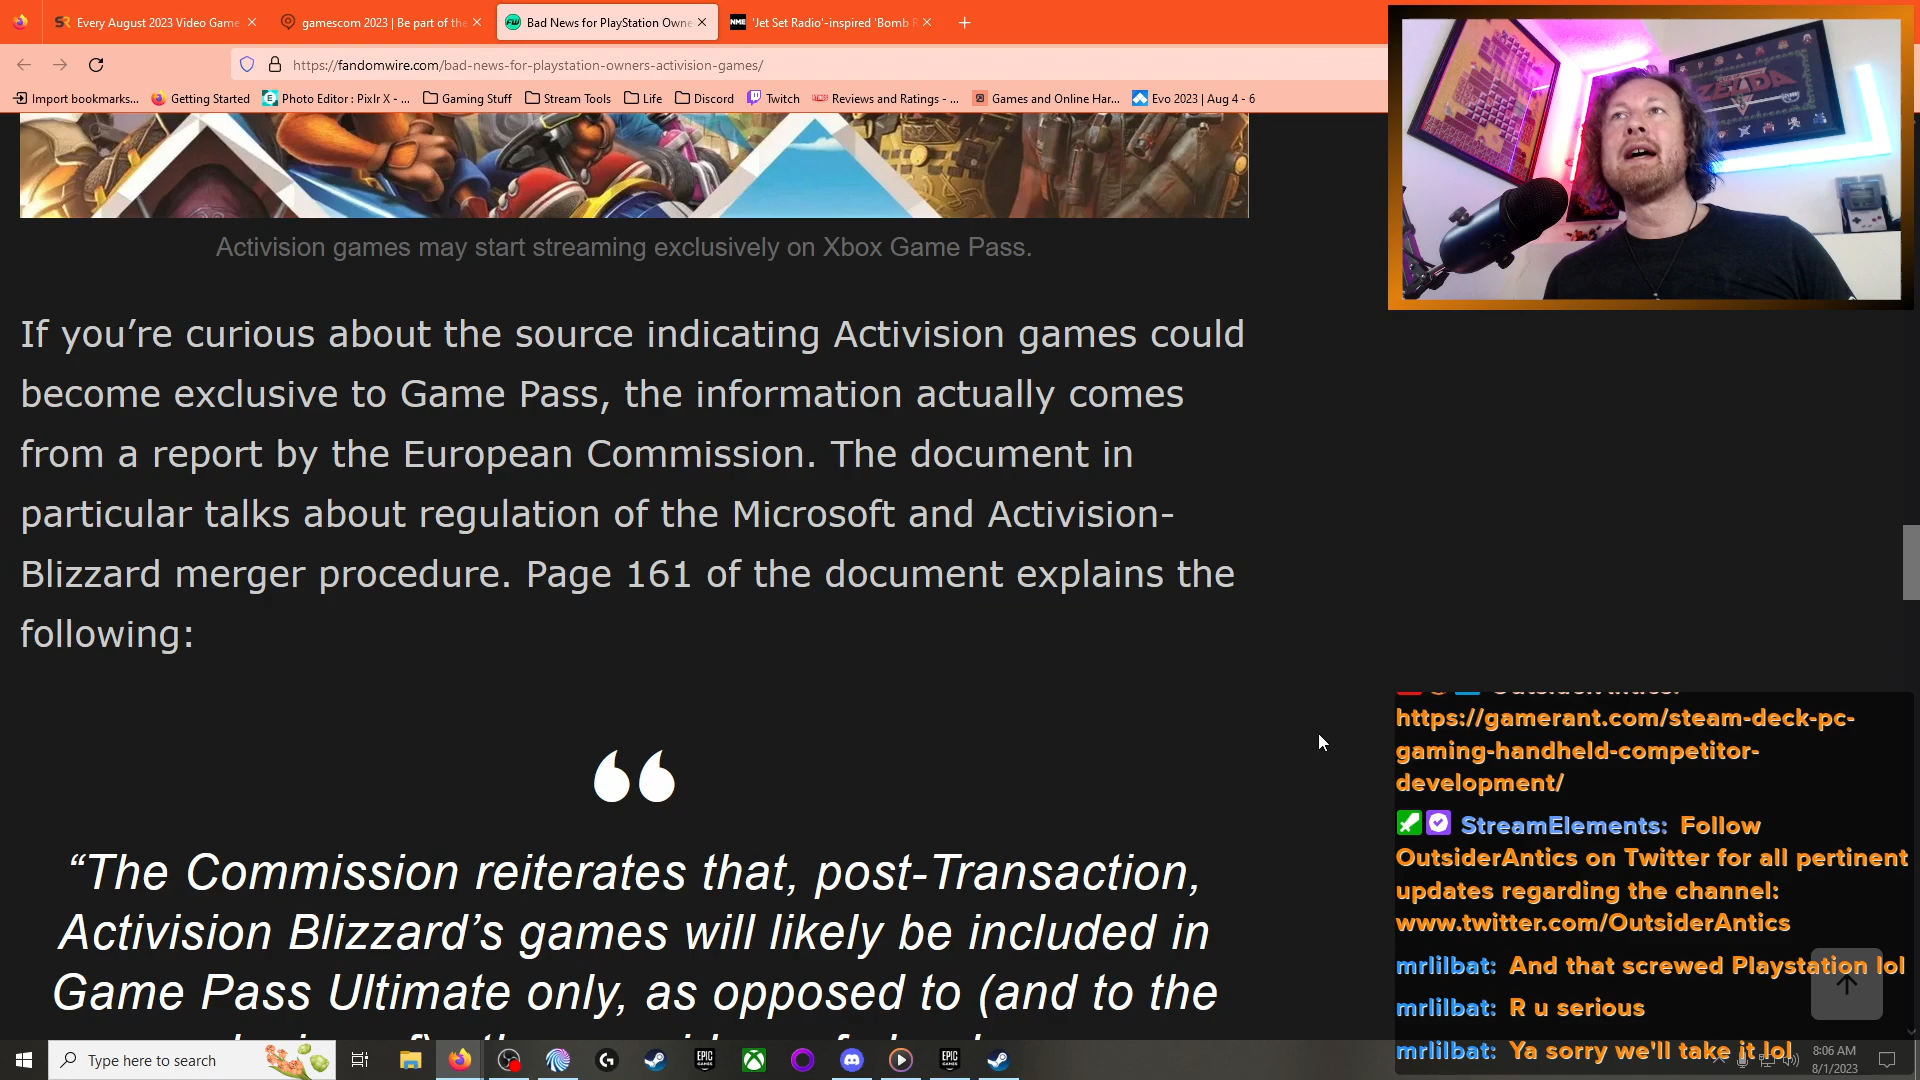 Every August 2023 Video Game
gamescom 2023 | Be part of the
Bad News for PlayStation Owne
NME
'Jet Set Radio'-inspired 'Bomb R
https://fandomwire.com/bad-news-for-playstation-owners-activision-games/
Import bookmarks...
Getting Started
Photo Editor : Pixlr X - ...
Gaming Stuff
Stream Tools
Life
Discord
Twitch
Reviews and Ratings - ...
Games and Online Har...
Evo 2023 | Aug 4 - 6
ZELDA
Activision games may start streaming exclusively on Xbox Game Pass.
If you’re curious about the source indicating Activision games could
become exclusive to Game Pass, the information actually comes
from a report by the European Commission. The document in
particular talks about regulation of the Microsoft and Activision-
Blizzard merger procedure. Page 161 of the document explains the
following:
“The Commission reiterates that, post-Transaction,
Activision Blizzard’s games will likely be included in
Game Pass Ultimate only, as opposed to (and to the
https://gamerant.com/steam-deck-pc-
gaming-handheld-competitor-
development/
StreamElements: Follow
OutsiderAntics on Twitter for all pertinent
updates regarding the channel:
www.twitter.com/OutsiderAntics
mrlilbat: And that screwed Playstation lol
mrlilbat: R u serious
mrlilbat: Ya sorry we'll take it lol
Type here to search
8:06 AM
8/1/2023